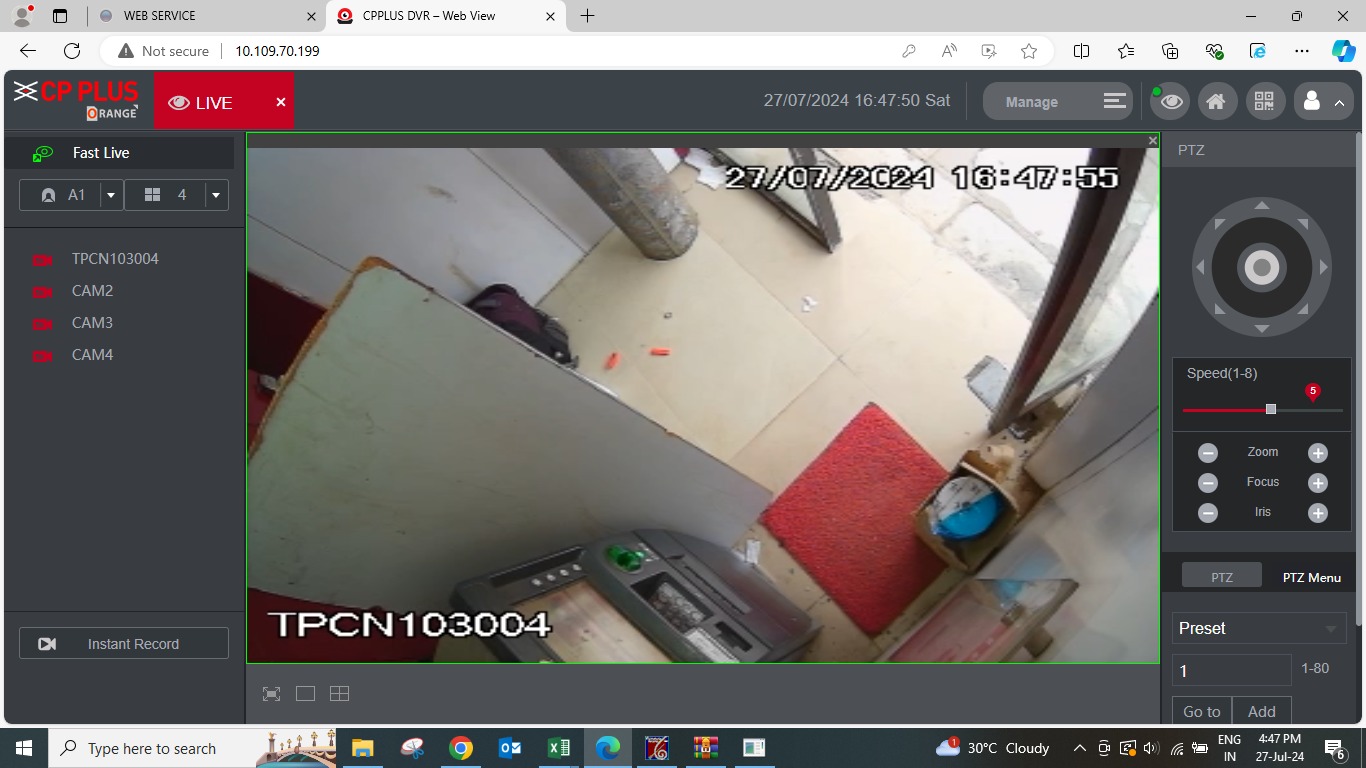 WEB SERVICE
CPPLUS DVR – Web View
Not secure
10.109.70.199
CP PLUS
ORANGE
LIVE
27/07/2024 16:47:50 Sat
Manage
Fast Live
A1
4
TPCN103004
CAM2
CAM3
CAM4
Instant Record
27/07/2024 16:47:55
TPCN103004
PTZ
Speed(1-8)
5
Zoom
Focus
Iris
PTZ
PTZ Menu
Preset
1
1-80
Go to
Add
Type here to search
1
30°C Cloudy
ENG
IN
4:47 PM
27-Jul-24
6